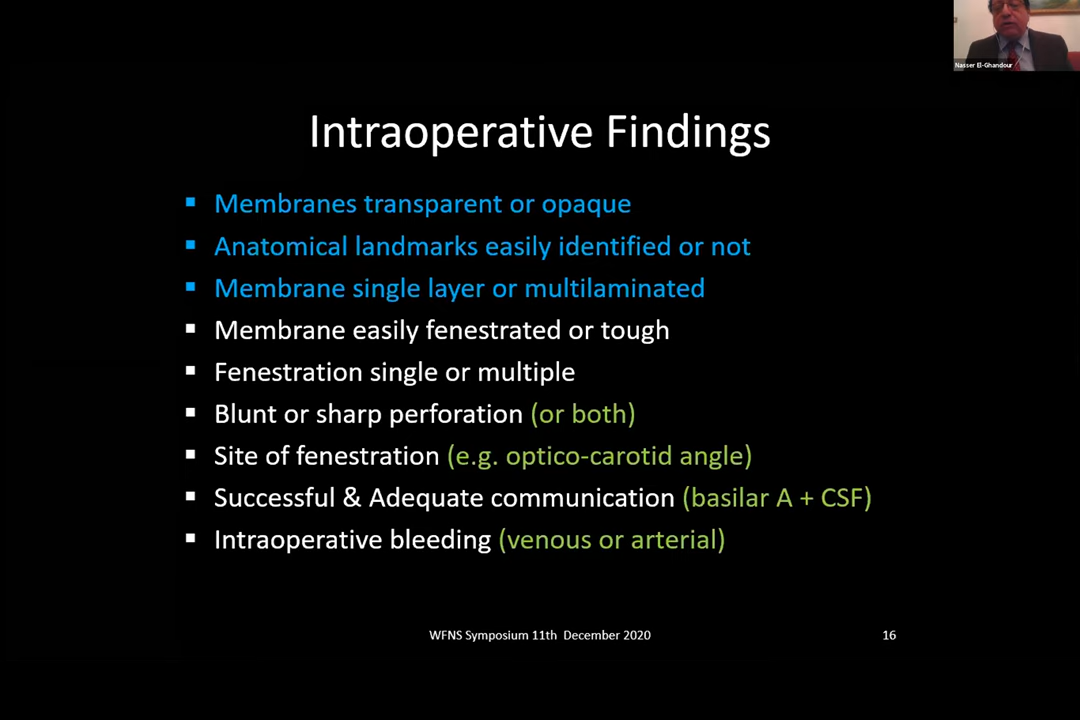 Nasser El-Ghandour
Intraoperative Findings
▪ Membranes transparent or opaque
▪ Anatomical landmarks easily identified or not
▪ Membrane single layer or multilaminated
▪ Membrane easily fenestrated or tough
▪ Fenestration single or multiple
▪ Blunt or sharp perforation (or both)
▪ Site of fenestration (e.g. optico-carotid angle)
▪ Successful & Adequate communication (basilar A + CSF)
▪ Intraoperative bleeding (venous or arterial)
WFNS Symposium 11th December 2020
16